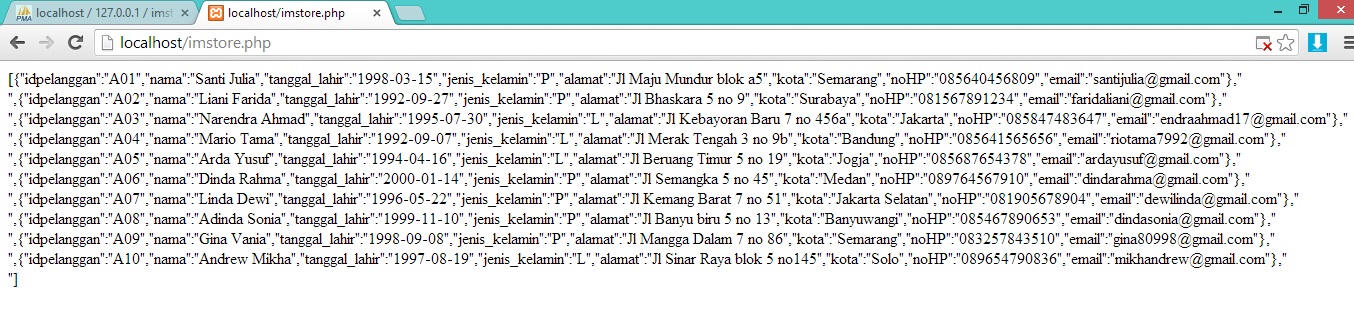 localhost / 127.0.0.1 / imst
localhost/imstore.php
localhost/imstore.php
[{"idpelanggan":"A01","nama":"Santi Julia","tanggal_lahir":"1998-03-15","jenis_kelamin":"P","alamat":"Jl Maju Mundur blok a5","kota":"Semarang","noHP":"085640456809","email":"santijulia@gmail.com"},"
",{"idpelanggan":"A02","nama":"Liani Farida","tanggal_lahir":"1992-09-27","jenis_kelamin":"P","alamat":"Jl Bhaskara 5 no 9","kota":"Surabaya","noHP":"081567891234","email":"faridaliani@gmail.com"},"
",{"idpelanggan":"A03","nama":"Narendra Ahmad","tanggal_lahir":"1995-07-30","jenis_kelamin":"L","alamat":"Jl Kebayoran Baru 7 no 456a","kota":"Jakarta","noHP":"085847483647","email":"endraahmad17@gmail.com"},"
",{"idpelanggan":"A04","nama":"Mario Tama","tanggal_lahir":"1992-09-07","jenis_kelamin":"L","alamat":"Jl Merak Tengah 3 no 9b","kota":"Bandung","noHP":"085641565656","email":"riotama7992@gmail.com"},"
",{"idpelanggan":"A05","nama":"Arda Yusuf","tanggal_lahir":"1994-04-16","jenis_kelamin":"L","alamat":"Jl Beruang Timur 5 no 19","kota":"Jogja","noHP":"085687654378","email":"ardayusuf@gmail.com"},"
",{"idpelanggan":"A06","nama":"Dinda Rahma","tanggal_lahir":"2000-01-14","jenis_kelamin":"P","alamat":"Jl Semangka 5 no 45","kota":"Medan","noHP":"089764567910","email":"dindarahma@gmail.com"},"
",{"idpelanggan":"A07","nama":"Linda Dewi","tanggal_lahir":"1996-05-22","jenis_kelamin":"P","alamat":"Jl Kemang Barat 7 no 51","kota":"Jakarta Selatan","noHP":"081905678904","email":"dewilinda@gmail.com"},"
",{"idpelanggan":"A08","nama":"Adinda Sonia","tanggal_lahir":"1999-11-10","jenis_kelamin":"P","alamat":"Jl Banyu biru 5 no 13","kota":"Banyuwangi","noHP":"085467890653","email":"dindasonia@gmail.com"},"
",{"idpelanggan":"A09","nama":"Gina Vania","tanggal_lahir":"1998-09-08","jenis_kelamin":"P","alamat":"Jl Mangga Dalam 7 no 86","kota":"Semarang","noHP":"083257843510","email":"gina80998@gmail.com"},"
",{"idpelanggan":"A10","nama":"Andrew Mikha","tanggal_lahir":"1997-08-19","jenis_kelamin":"L","alamat":"Jl Sinar Raya blok 5 no145","kota":"Solo","noHP":"089654790836","email":"mikhandrew@gmail.com"},"
"]